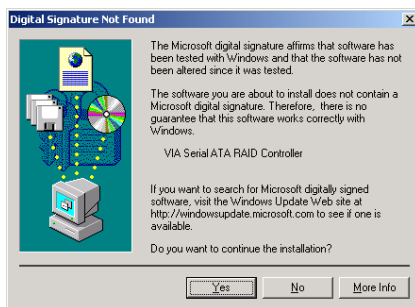 Digital Signature Not Found
The Microsoft digital signature affirms that software has
been tested with Windows and that the software has not
been altered since it was tested.
The software you are about to install does not contain a
Microsoft digital signature. Therefore, there is no
guarantee that this software works correctly with
Windows.
VIA Serial ATA RAID Controller
If you want to search for Microsoft digitally signed
software, visit the Windows Update Web site at
http://windowsupdate.microsoft.com to see if one is
available.
Do you want to continue the installation?
Yes No More Info